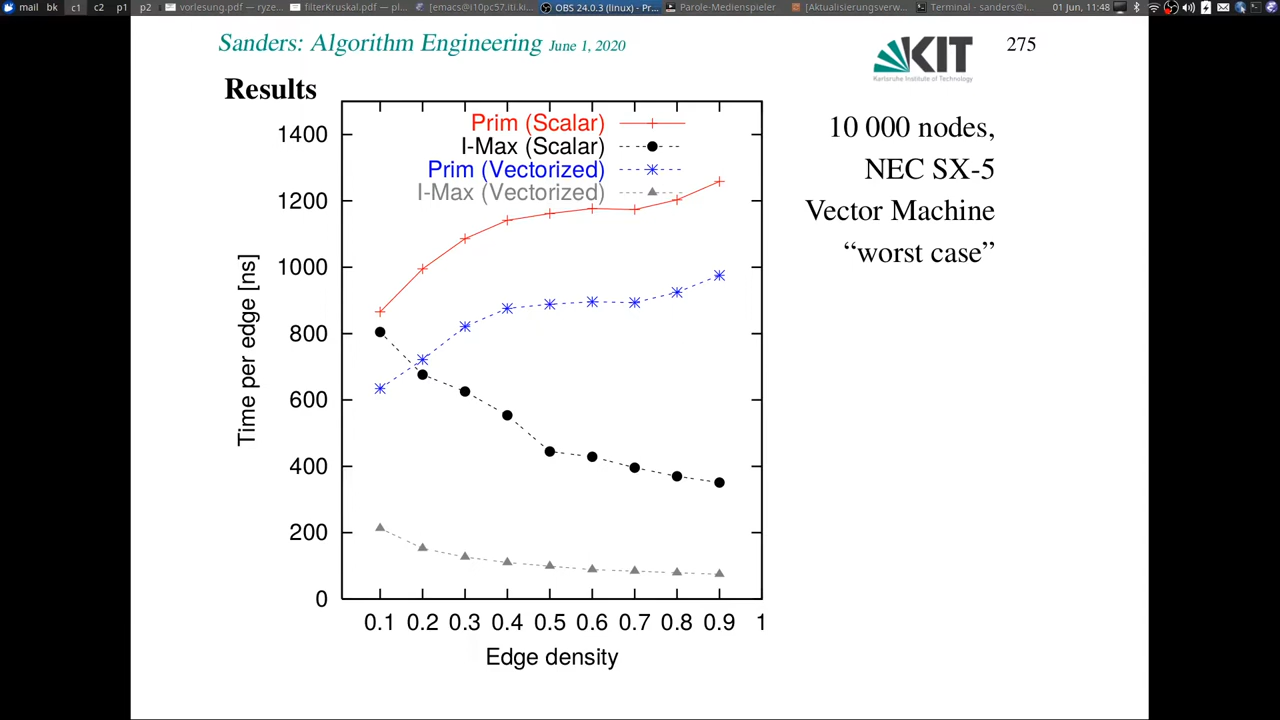 mail bk c1 c2 p1 p2 vorlesung.pdf — ryze... filterKruskal.pdf — pl... [emacs@i10pc57.iti.ki... OBS 24.0.3 (linux) - Pr... Parole-Medienspieler [Aktualisierungsverw... Terminal - sanders@i... 01 Jun, 11:48
Sanders: Algorithm Engineering June 1, 2020
KIT
Karlsruhe Institute of Technology
275
Results
10 000 nodes,
NEC SX-5
Vector Machine
“worst case”
Prim (Scalar)
I-Max (Scalar)
Prim (Vectorized)
I-Max (Vectorized)
Time per edge [ns]
1400
1200
1000
800
600
400
200
0
0.1 0.2 0.3 0.4 0.5 0.6 0.7 0.8 0.9 1
Edge density